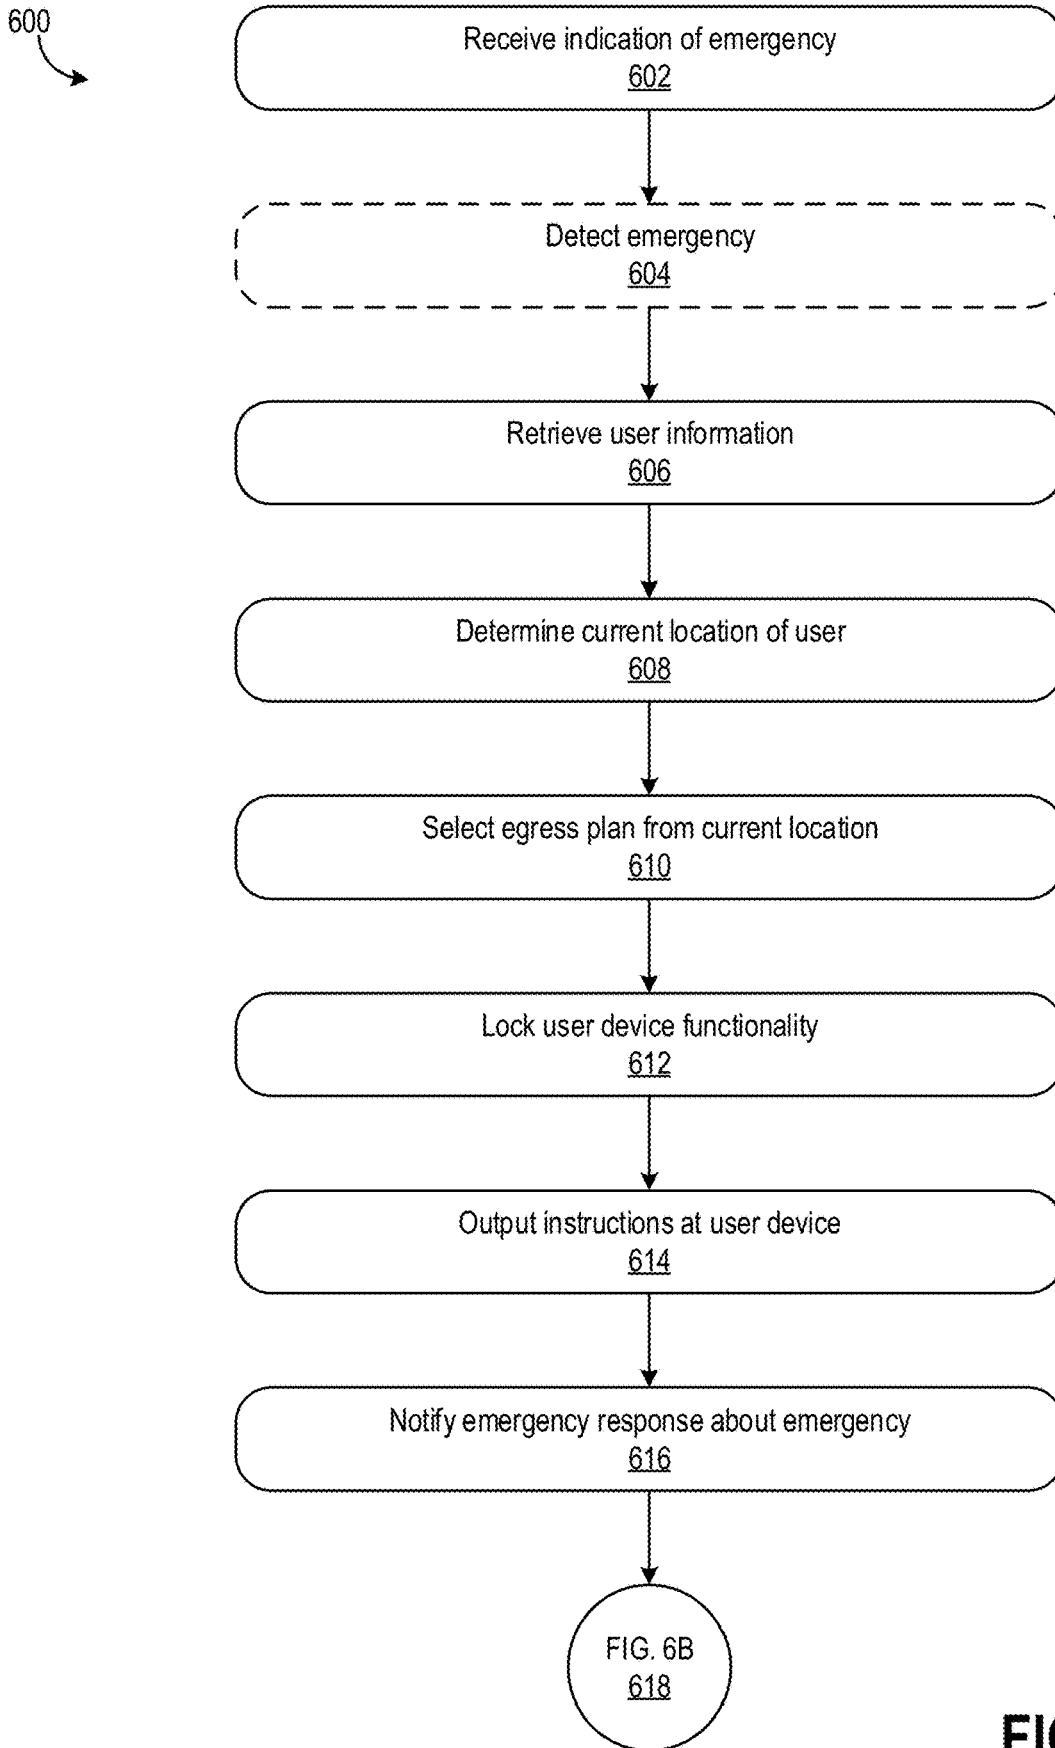 600
Receive indication of emergency
602
Detect emergency
604
Retrieve user information
606
Determine current location of user
608
Select egress plan from current location
610
Lock user device functionality
612
Output instructions at user device
614
Notify emergency response about emergency
616
FIG. 6B
618